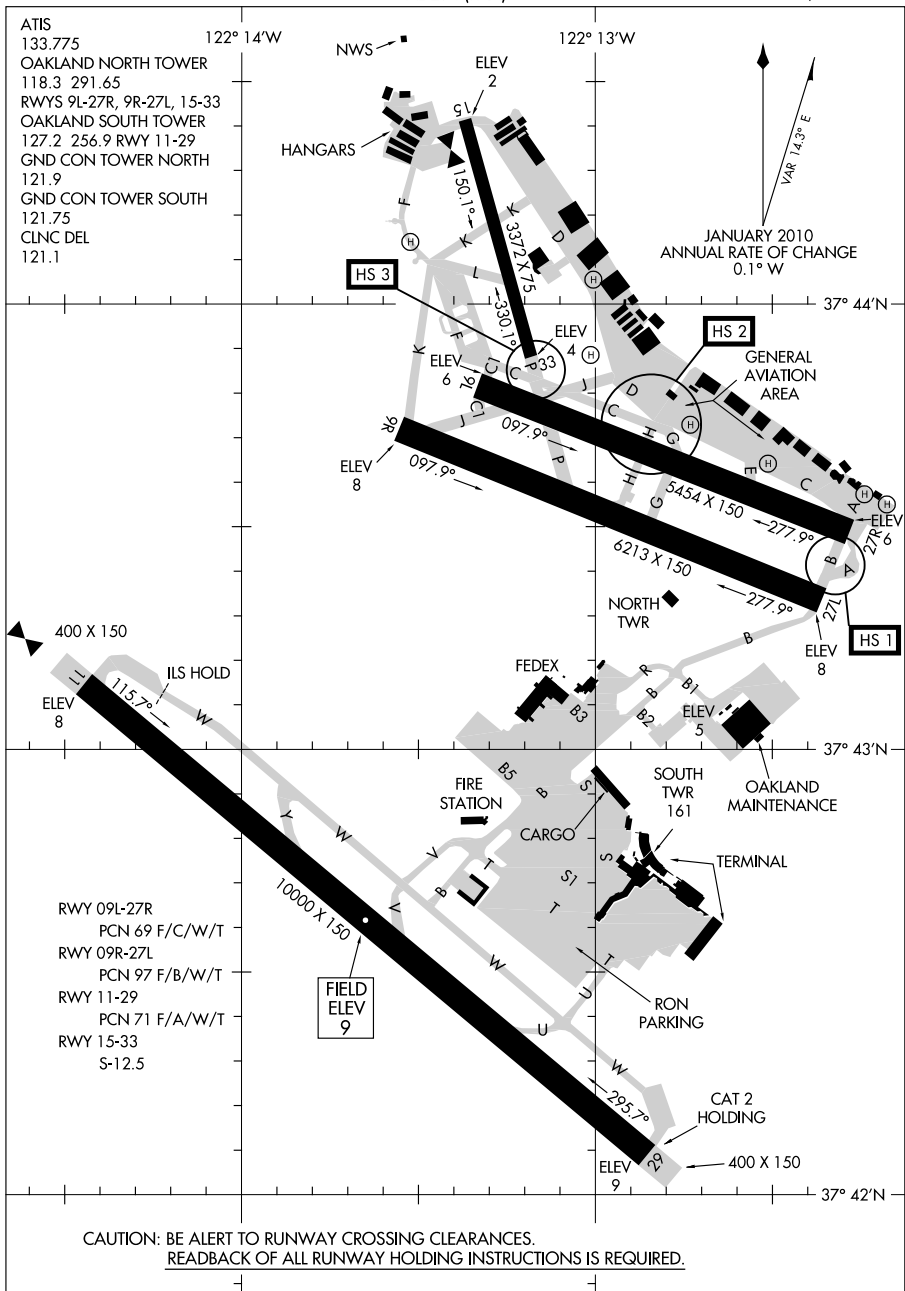 ATIS
133.775
OAKLAND NORTH TOWER
118.3 291.65
RWYS 9L-27R, 9R-27L, 15-33
OAKLAND SOUTH TOWER
127.2 256.9 RWY 11-29
GND CON TOWER NORTH
121.9
GND CON TOWER SOUTH
121.75
CLNC DEL
121.1
122° 14'W
122° 13'W
NWS
ELEV
2
15
HANGARS
150.1°
VAR 14.3° E
JANUARY 2010
ANNUAL RATE OF CHANGE
0.1° W
F
K
K
D
3372 X 75
H
L
H
HS 3
330.1°
37° 44'N
ELEV
4
33
P
H
HS 2
GENERAL
AVIATION
AREA
K
F
C1
C
ELEV
6
9L
J
D
C
H
G
H
L
C1
J
9R
097.9°
E
H
C
A
H
H
ELEV
8
097.9°
P
H
G
5454 X 150
277.9°
27R
ELEV
6
6213 X 150
277.9°
B
A
27L
HS 1
ELEV
8
NORTH
TWR
B
400 X 150
ILS HOLD
11
ELEV
8
115.7°
W
FEDEX
R
B
B1
B2
B3
ELEV
5
37° 43'N
OAKLAND
MAINTENANCE
B5
B
S
SOUTH
TWR
161
FIRE
STATION
CARGO
TERMINAL
Y
W
V
T
S
S1
B
T
V
10000 X 150
W
T
U
RON
PARKING
U
W
FIELD
ELEV
9
RWY 09L-27R
PCN 69 F/C/W/T
RWY 09R-27L
PCN 97 F/B/W/T
RWY 11-29
PCN 71 F/A/W/T
RWY 15-33
S-12.5
295.7°
CAT 2
HOLDING
29
ELEV
9
400 X 150
37° 42'N
CAUTION: BE ALERT TO RUNWAY CROSSING CLEARANCES.
READBACK OF ALL RUNWAY HOLDING INSTRUCTIONS IS REQUIRED.